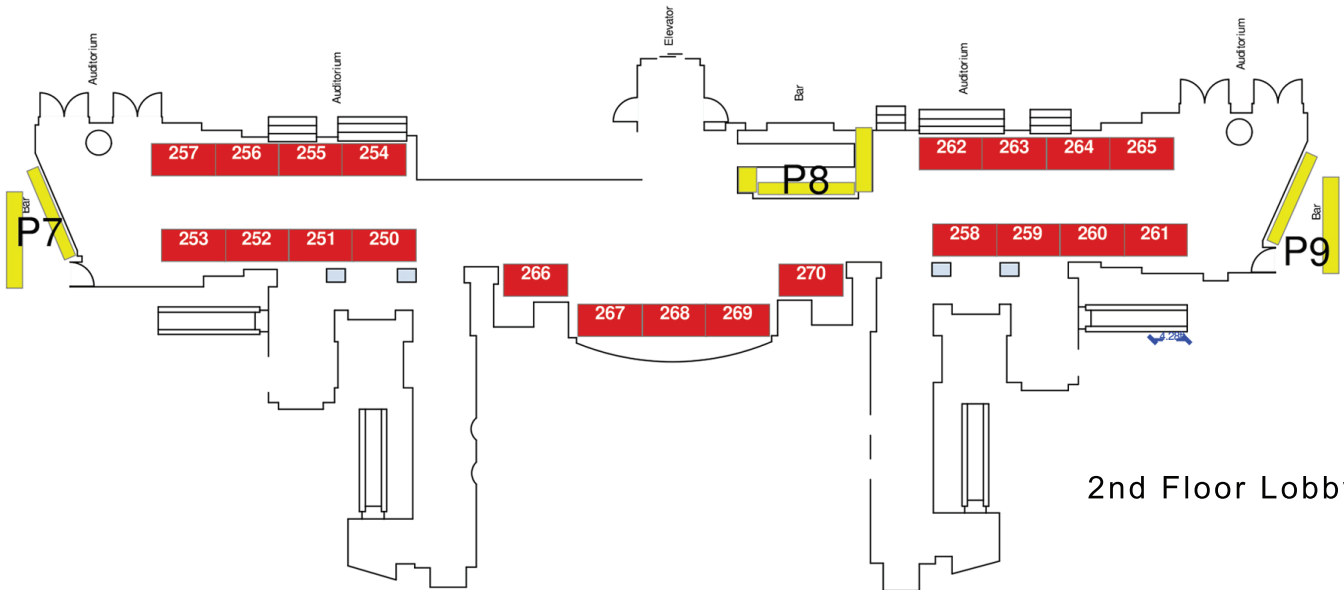 Elevator
Auditorium
Auditorium
Bar
Auditorium
Auditorium
257 256 255 254
262 263 264 265
P8
Bar
P7
Bar
P9
253 252 251 250
258 259 260 261
266
270
267 268 269
2nd Floor Lobb